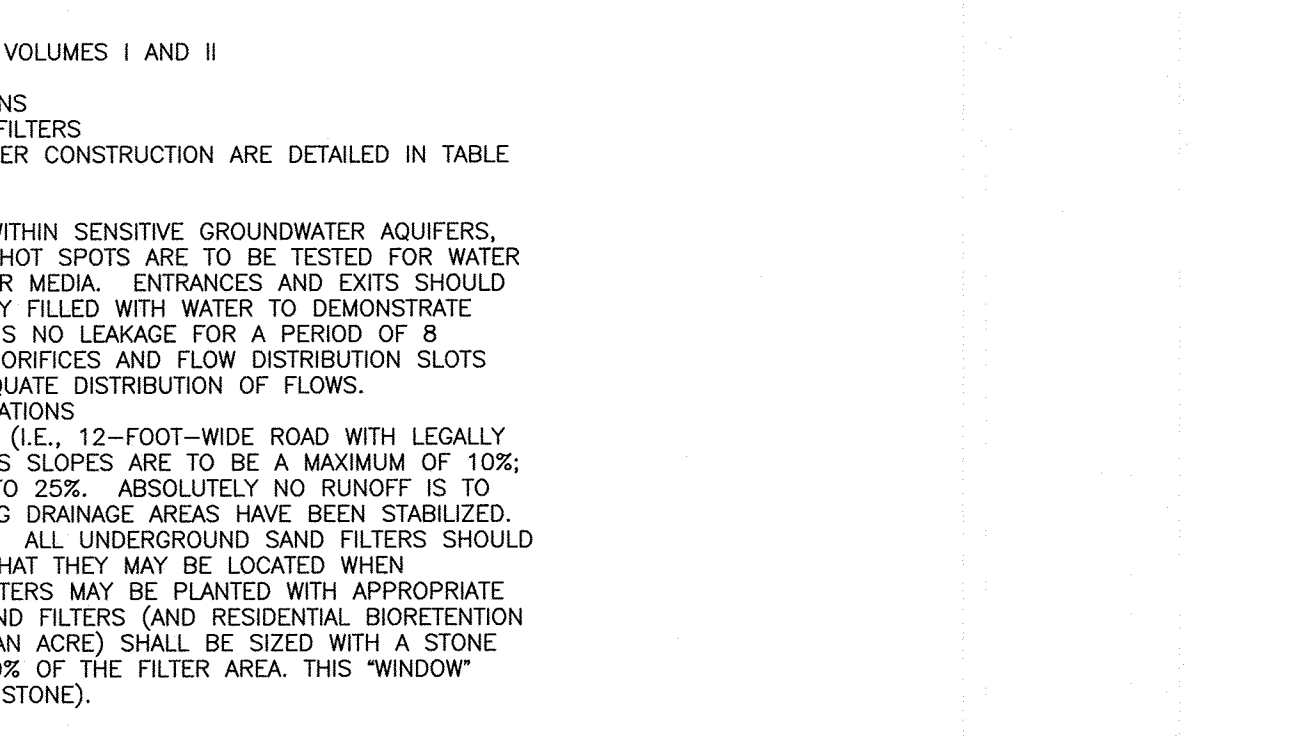 VOLUMES I AND II
NS
FILTERS
ER CONSTRUCTION ARE DETAILED IN TABLE
WITHIN SENSITIVE GROUNDWATER AQUIFERS,
HOT SPOTS ARE TO BE TESTED FOR WATER
R MEDIA. ENTRANCES AND EXITS SHOULD
Y FILLED WITH WATER TO DEMONSTRATE
S NO LEAKAGE FOR A PERIOD OF 8
ORIFICES AND FLOW DISTRIBUTION SLOTS
QUATE DISTRIBUTION OF FLOWS.
ATIONS
(I.E., 12-FOOT-WIDE ROAD WITH LEGALLY
S SLOPES ARE TO BE A MAXIMUM OF 10%;
TO 25%. ABSOLUTELY NO RUNOFF IS TO
G DRAINAGE AREAS HAVE BEEN STABILIZED.
ALL UNDERGROUND SAND FILTERS SHOULD
HAT THEY MAY BE LOCATED WHEN
TERS MAY BE PLANTED WITH APPROPRIATE
ND FILTERS (AND RESIDENTIAL BIORETENTION
AN ACRE) SHALL BE SIZED WITH A STONE
0% OF THE FILTER AREA. THIS "WINDOW"
STONE).